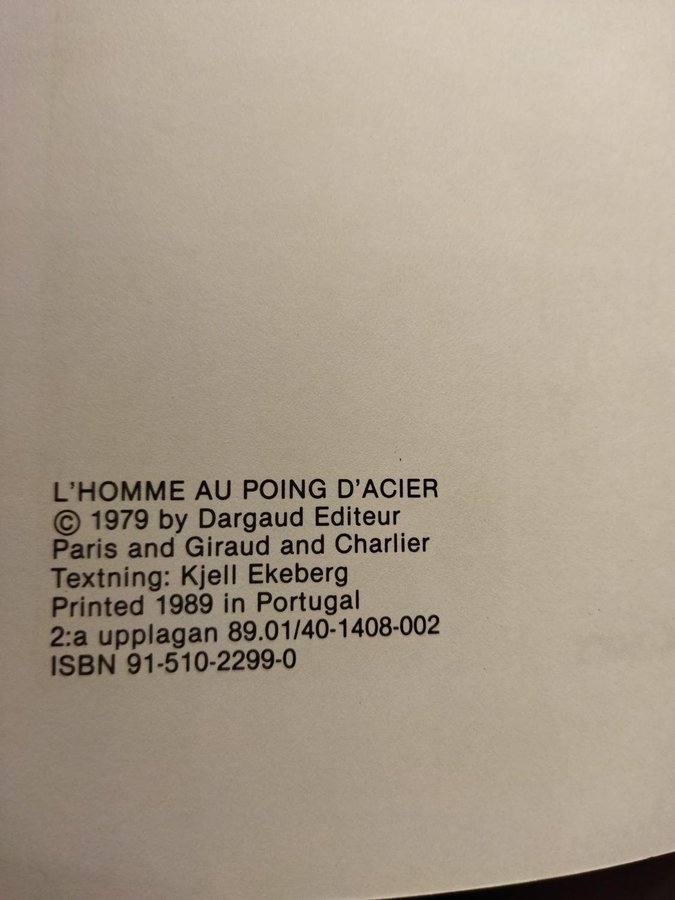 L'HOMME AU POING D'ACIER
© 1979 by Dargaud Editeur
Paris and Giraud and Charlier
Textning: Kjell Ekeberg
Printed 1989 in Portugal
2:a upplagan 89.01/40-1408-002
ISBN 91-510-2299-0